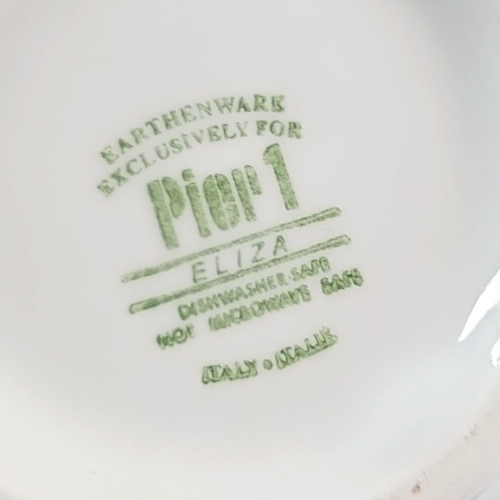 EARTHENWARE
EXCLUSIVELY FOR
Pier 1
ELIZA
DISHWASHER SAFE
NOT MICROWAVE SAFE
ITALY • ITALIE